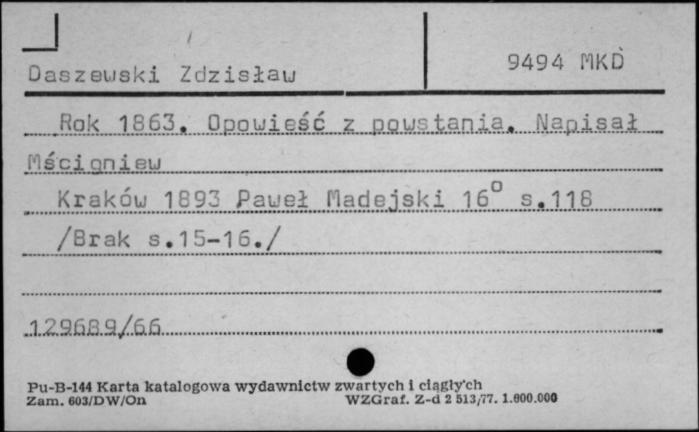 9494 MKD
Daszewski Zdzisław
Rok 1863. Opowieść z powstania. Napisał
Mścigniew
Kraków 1893 Paweł Madejski 16° s.118
/Brak s.15-16./
129689/66
Pu-B-144 Karta katalogowa wydawnictw zwartych i ciągłych
Zam. 603/DW/On WZGraf. Z-d 2 513/77. 1.600.000